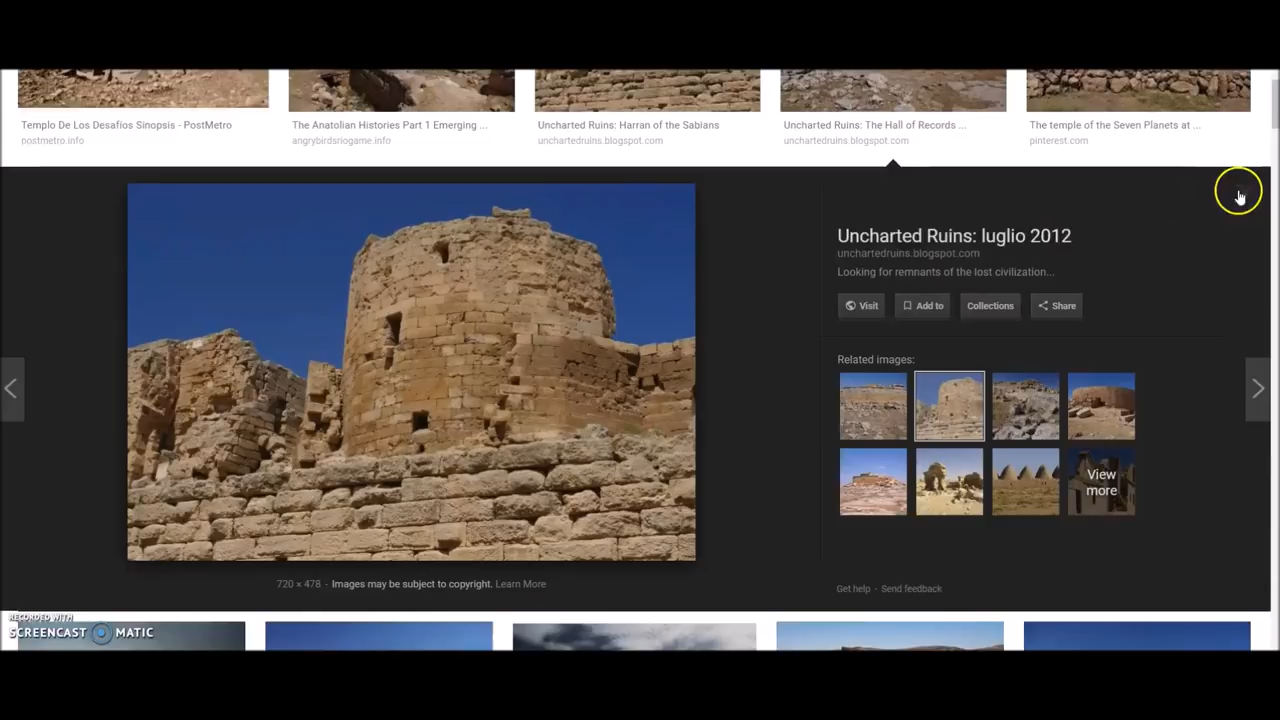 Templo De Los Desafíos Sinopsis - PostMetro
postmetro.info
The Anatolian Histories Part 1 Emerging ...
angrybirdsriogame.info
Uncharted Ruins: Harran of the Sabians
unchartedruins.blogspot.com
Uncharted Ruins: The Hall of Records ...
unchartedruins.blogspot.com
The temple of the Seven Planets at ...
pinterest.com
Uncharted Ruins: luglio 2012
unchartedruins.blogspot.com
Looking for remnants of the lost civilization...
Visit
Add to
Collections
Share
Related images:
View
more
720 × 478 - Images may be subject to copyright. Learn More
Get help - Send feedback
RECORDED WITH
SCREENCAST MATIC